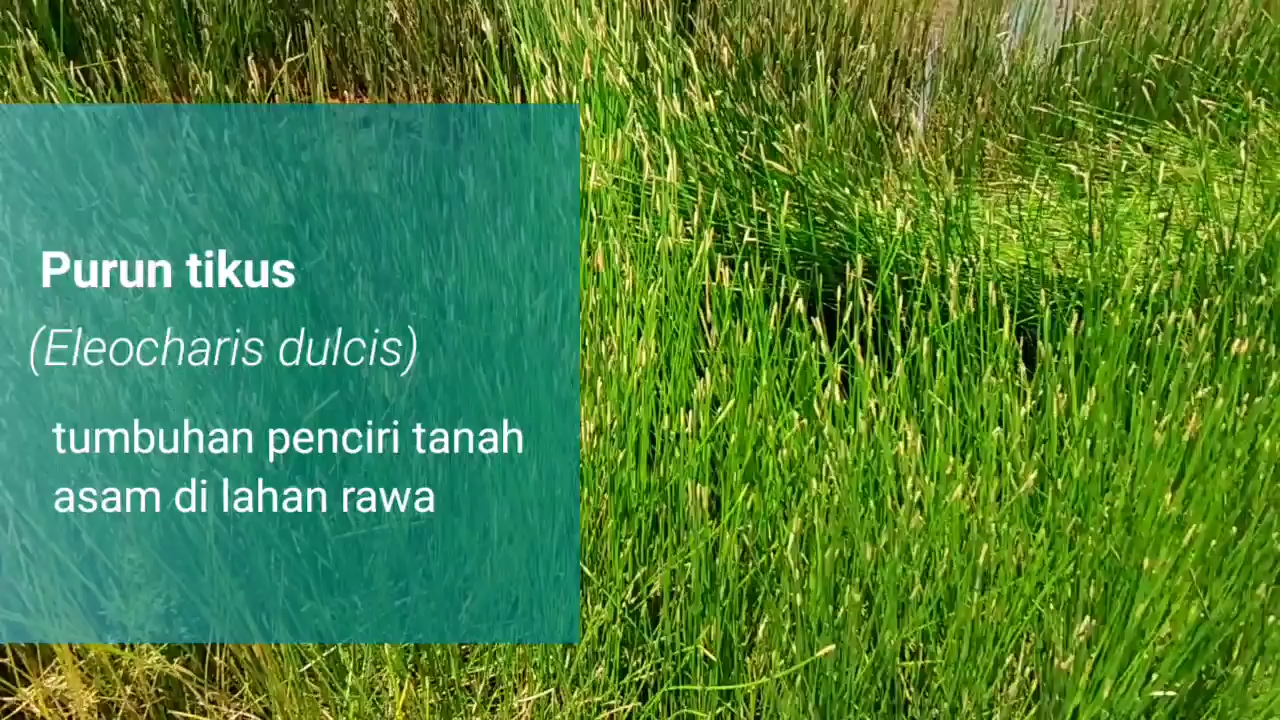 Purun tikus
(Eleocharis dulcis)
tumbuhan penciri tanah
asam di lahan rawa